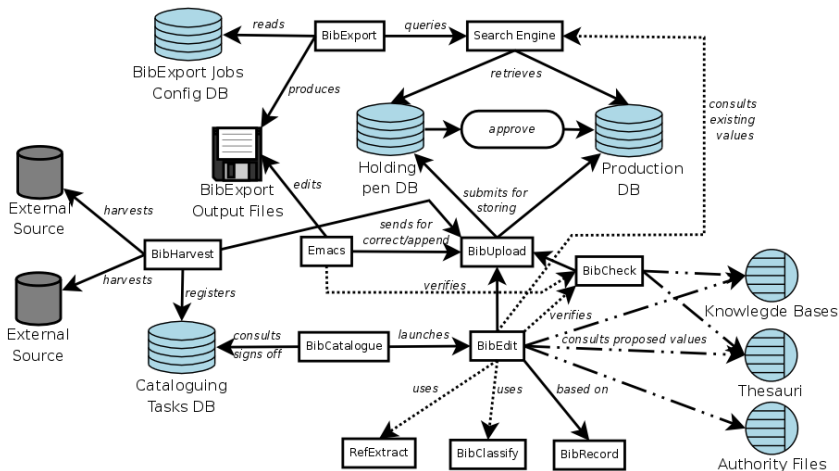 reads
BibExport
queries
Search Engine
BibExport Jobs
Config DB
produces
retrieves
consults
existing
values
approve
Holding
pen DB
Production
DB
BibExport
Output Files
edits
submits for
storing
External
Source
harvests
sends for
correct/append
BibHarvest
Emacs
BibUpload
BibCheck
harvests
registers
verifies
verifies
Knowlegde Bases
External
Source
consults
signs off
BibCatalogue
launches
BibEdit
consults proposed values
Cataloguing
Tasks DB
Thesauri
uses
uses
based on
RefExtract
BibClassify
BibRecord
Authority Files